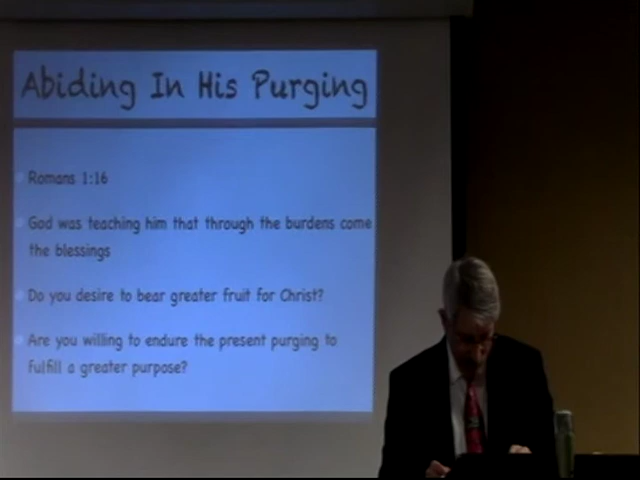 Abiding In His Purging
Romans 1:16
God was teaching him that through the burdens come
the blessings
Do you desire to bear greater fruit for Christ?
Are you willing to endure the present purging to
fulfill a greater purpose?